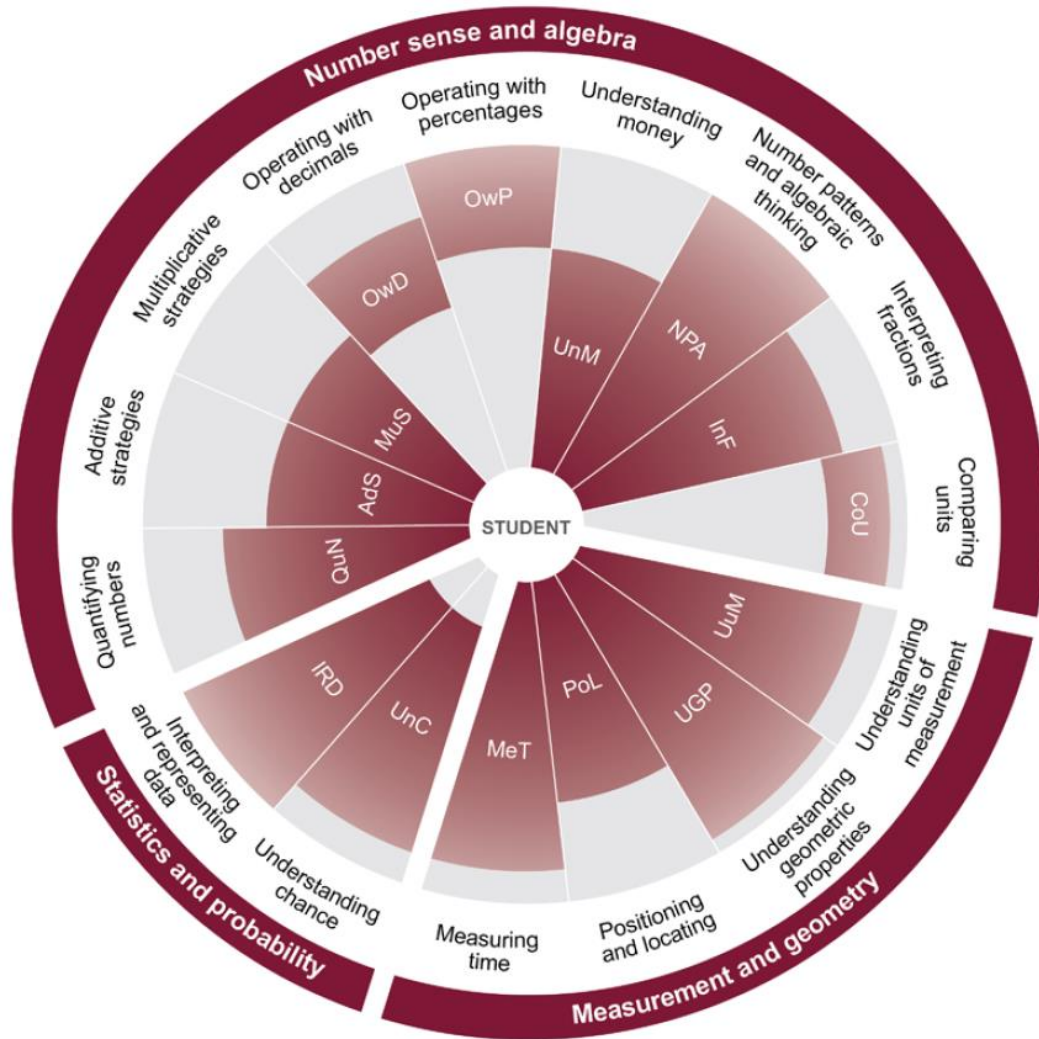 Number sense and algebra
Operating with
percentages
Understanding
money
Number patterns
and algebraic
thinking
Interpreting
fractions
Comparing
units
Operating with
decimals
Multiplicative
strategies
Additive
strategies
Quantifying
numbers
OwP
OwD
UnM
NPA
InF
CoU
MuS
AdS
QuN
STUDENT
IRD
UnC
MeT
PoL
UGP
UuM
Understanding
units of
measurement
Understanding
geometric
properties
Positioning
and locating
Measuring
time
Understanding
chance
Interpreting
and representing
data
Statistics and probability
Measurement and geometry